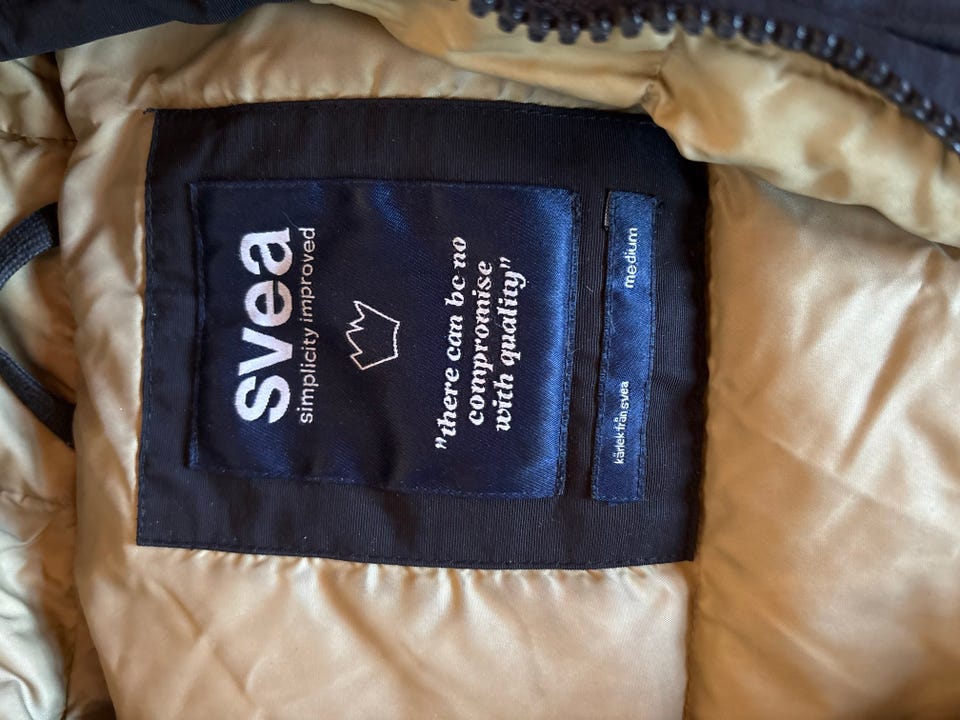 svea
simplicity improved
"there can be no
compromise
with quality"
kärlek från svea
medium